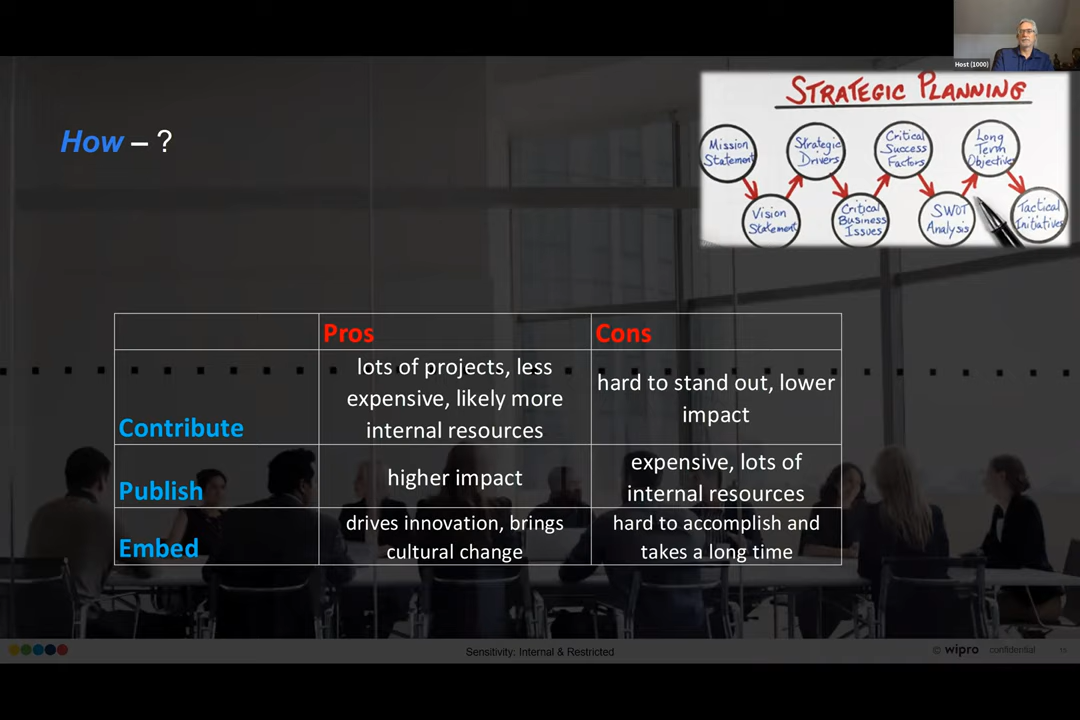 Host (1000)
STRATEGIC PLANNING
How – ?
Mission
Statement
Strategic
Drivers
Critical
Success
Factors
Long
Term
Objectives
Vision
Statement
Critical
Business
Issues
SWOT
Analysis
Tactical
Initiatives
Pros
Cons
Contribute
lots of projects, less
expensive, likely more
internal resources
hard to stand out, lower
impact
Publish
higher impact
expensive, lots of
internal resources
Embed
drives innovation, brings
cultural change
hard to accomplish and
takes a long time
Sensitivity: Internal & Restricted
© wipro confidential